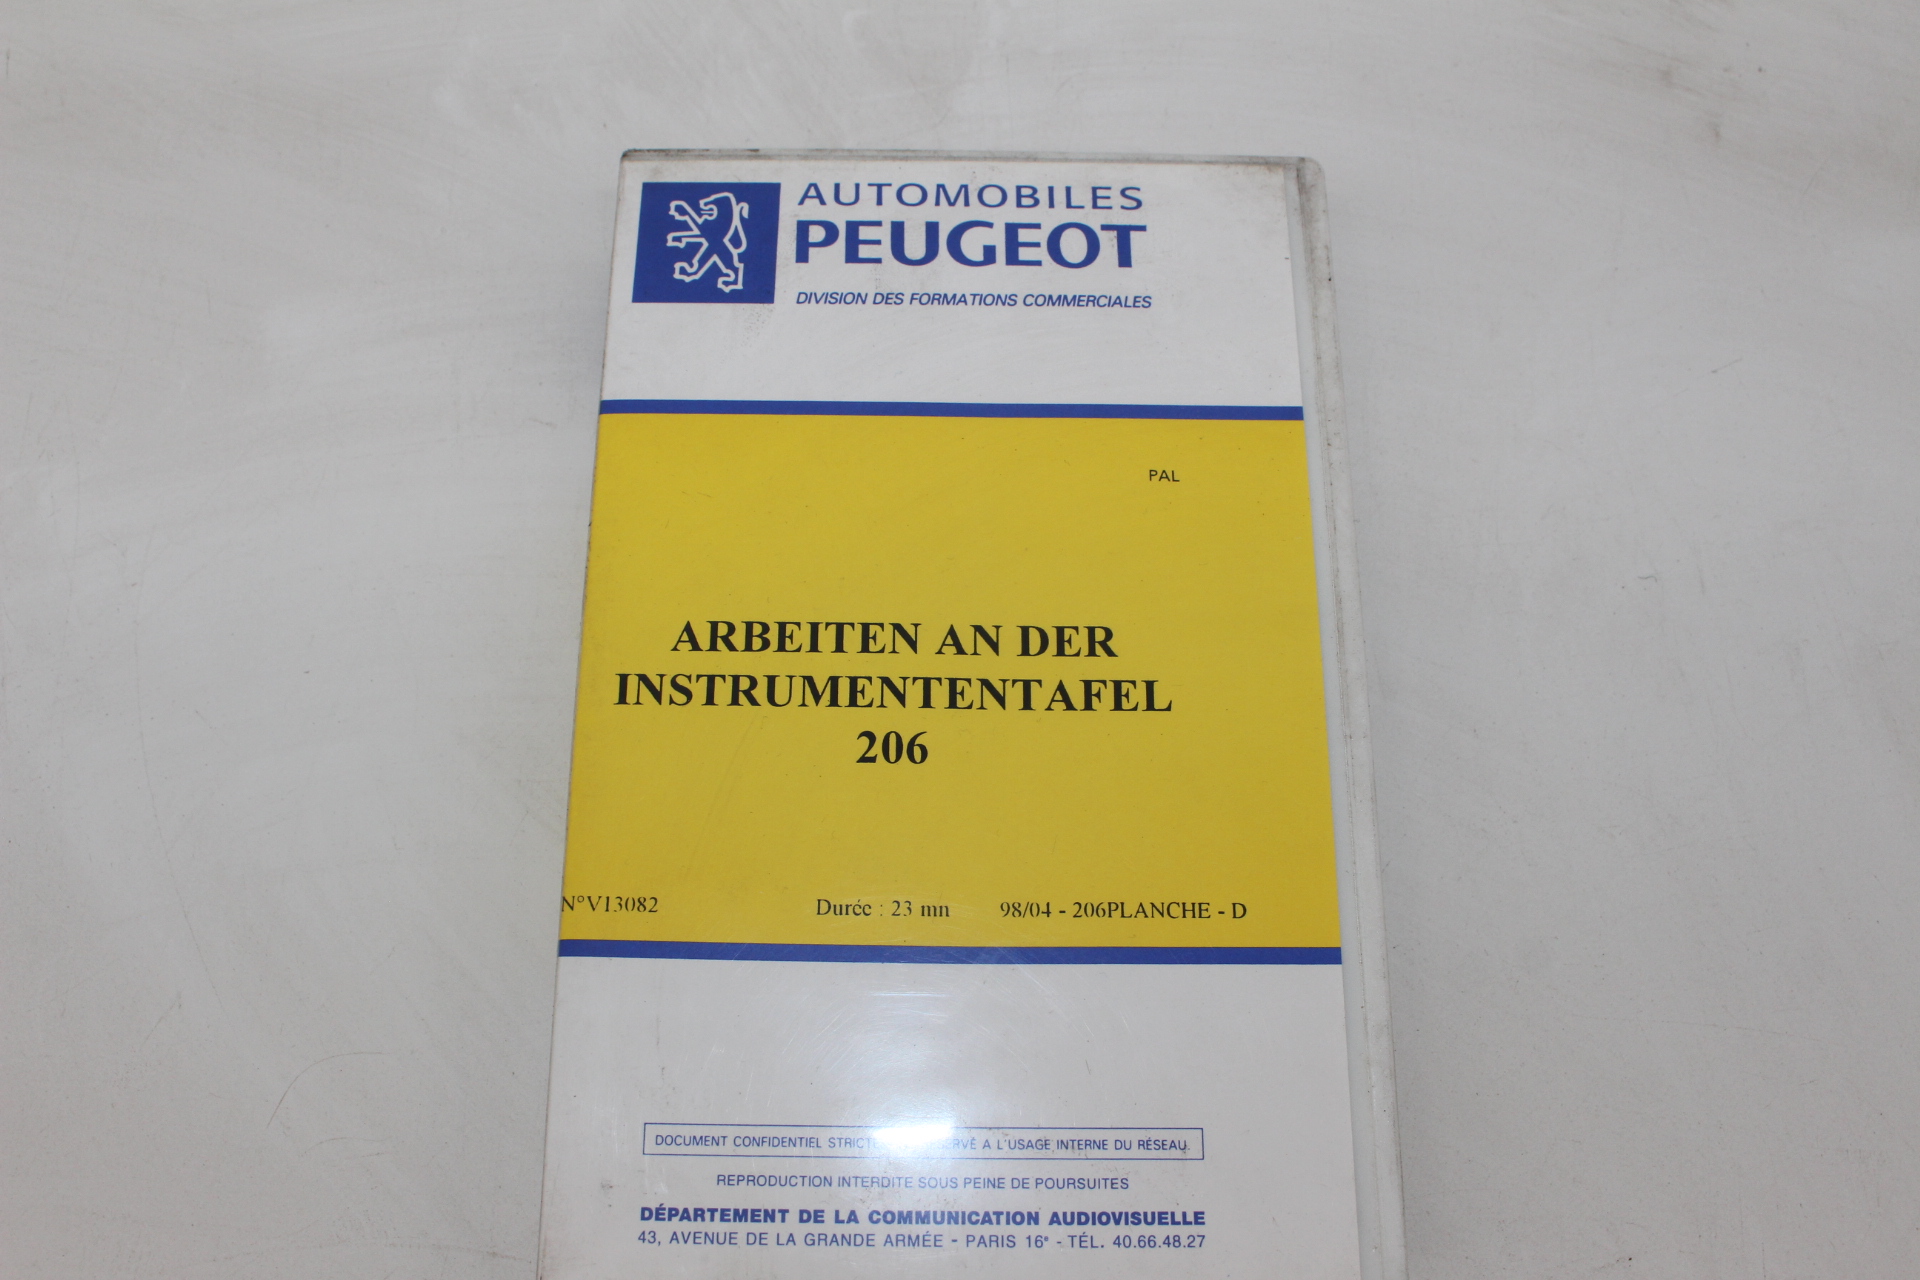 AUTOMOBILES
PEUGEOT
DIVISION DES FORMATIONS COMMERCIALES
PAL
ARBEITEN AN DER
INSTRUMENTENTAFEL
206
N°V13082 Durée : 23 mn 98/04 - 206PLANCHE - D
DOCUMENT CONFIDENTIEL A L'USAGE INTERNE DU RÉSEAU.
REPRODUCTION INTERDITE SOUS PEINE DE POURSUITES
DÉPARTEMENT DE LA COMMUNICATION AUDIOVISUELLE
43, AVENUE DE LA GRANDE ARMÉE - PARIS 16e - TÉL. 40.66.48.27